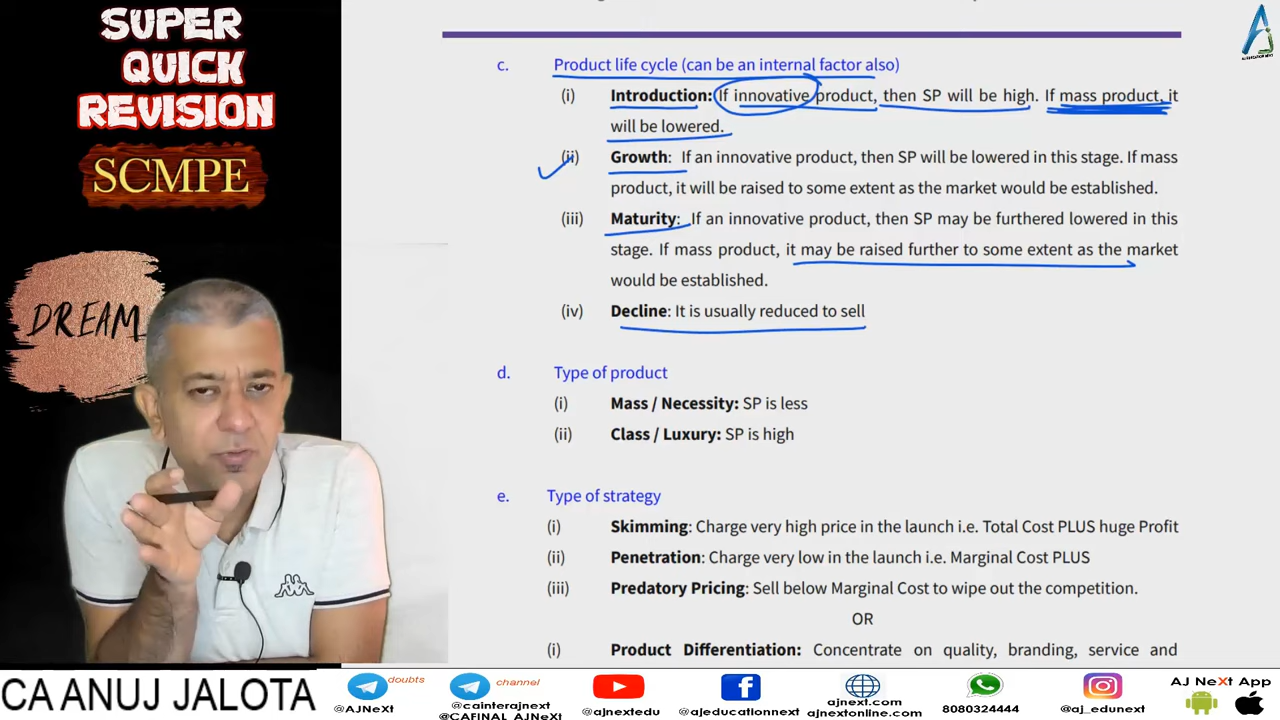 SUPER
QUICK
REVISION
SCMPE
DREAM
c. Product life cycle (can be an internal factor also)
(i) Introduction: If innovative product, then SP will be high. If mass product, it
will be lowered.
(ii) Growth: If an innovative product, then SP will be lowered in this stage. If mass
product, it will be raised to some extent as the market would be established.
(iii) Maturity: If an innovative product, then SP may be furthered lowered in this
stage. If mass product, it may be raised further to some extent as the market
would be established.
(iv) Decline: It is usually reduced to sell
d. Type of product
(i) Mass / Necessity: SP is less
(ii) Class / Luxury: SP is high
e. Type of strategy
(i) Skimming: Charge very high price in the launch i.e. Total Cost PLUS huge Profit
(ii) Penetration: Charge very low in the launch i.e. Marginal Cost PLUS
(iii) Predatory Pricing: Sell below Marginal Cost to wipe out the competition.
OR
(i) Product Differentiation: Concentrate on quality, branding, service and
CA ANUJ JALOTA
doubts
@AJNeXt
channel
@cainterajnext
@CAFINAL_AJNeXt
@ajnextedu
@ajeducationnext
ajnext.com
ajnextonline.com
8080324444
@aj_edunext
AJ NeXt App